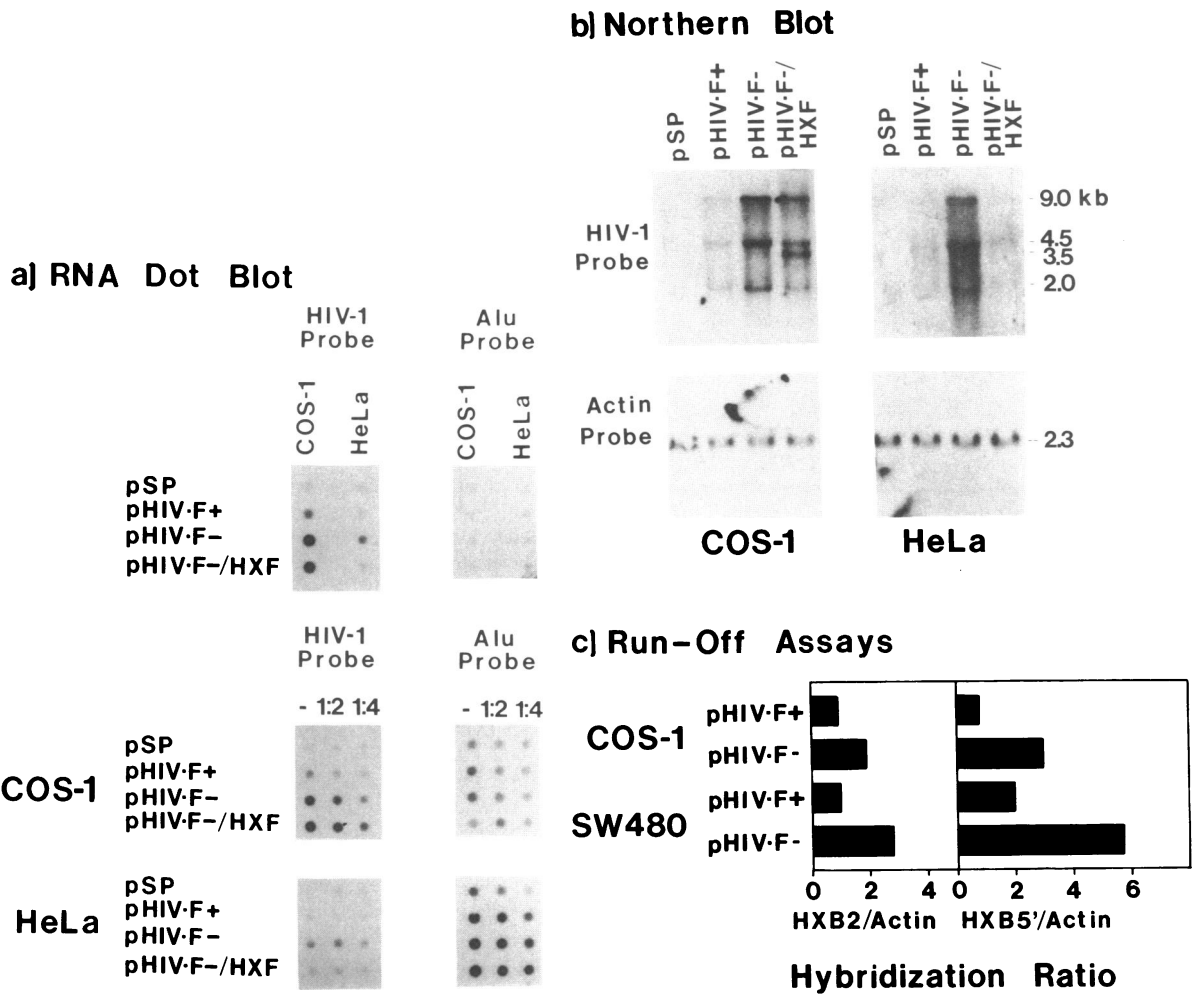 b) Northern Blot
pSP
pHIV·F+
pHIV·F-
pHIV·F-/
HXF
pSP
pHIV·F+
pHIV·F-
pHIV·F-/
HXF
HIV-1
Probe
9.0 kb
4.5
3.5
2.0
Actin
Probe
2.3
COS-1
HeLa
a) RNA Dot Blot
HIV-1
Probe
Alu
Probe
COS-1
HeLa
COS-1
HeLa
pSP
pHIV·F+
pHIV·F-
pHIV·F-/HXF
HIV-1
Probe
Alu
Probe
- 1:2 1:4
- 1:2 1:4
COS-1
pSP
pHIV·F+
pHIV·F-
pHIV·F-/HXF
HeLa
pSP
pHIV·F+
pHIV·F-
pHIV·F-/HXF
c) Run-Off Assays
COS-1
pHIV·F+
pHIV·F-
SW480
pHIV·F+
pHIV·F-
0 2 4 0 2 4 6
HXB2/Actin HXB5'/Actin
Hybridization Ratio